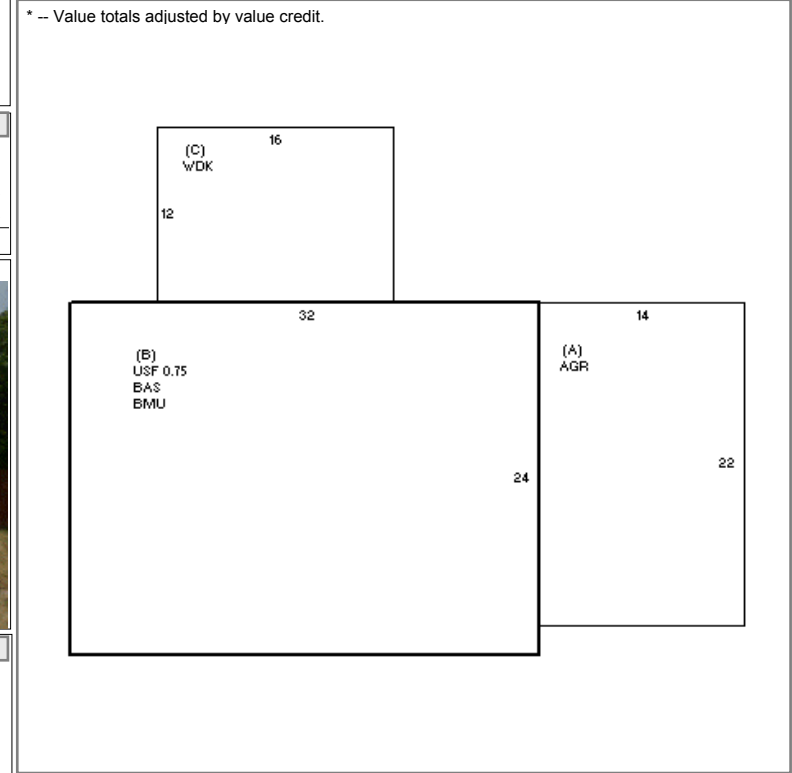 * -- Value totals adjusted by value credit.
16
(C)
WDK
12
32
14
(B)
USF 0.75
BAS
BMU
(A)
AGR
22
24